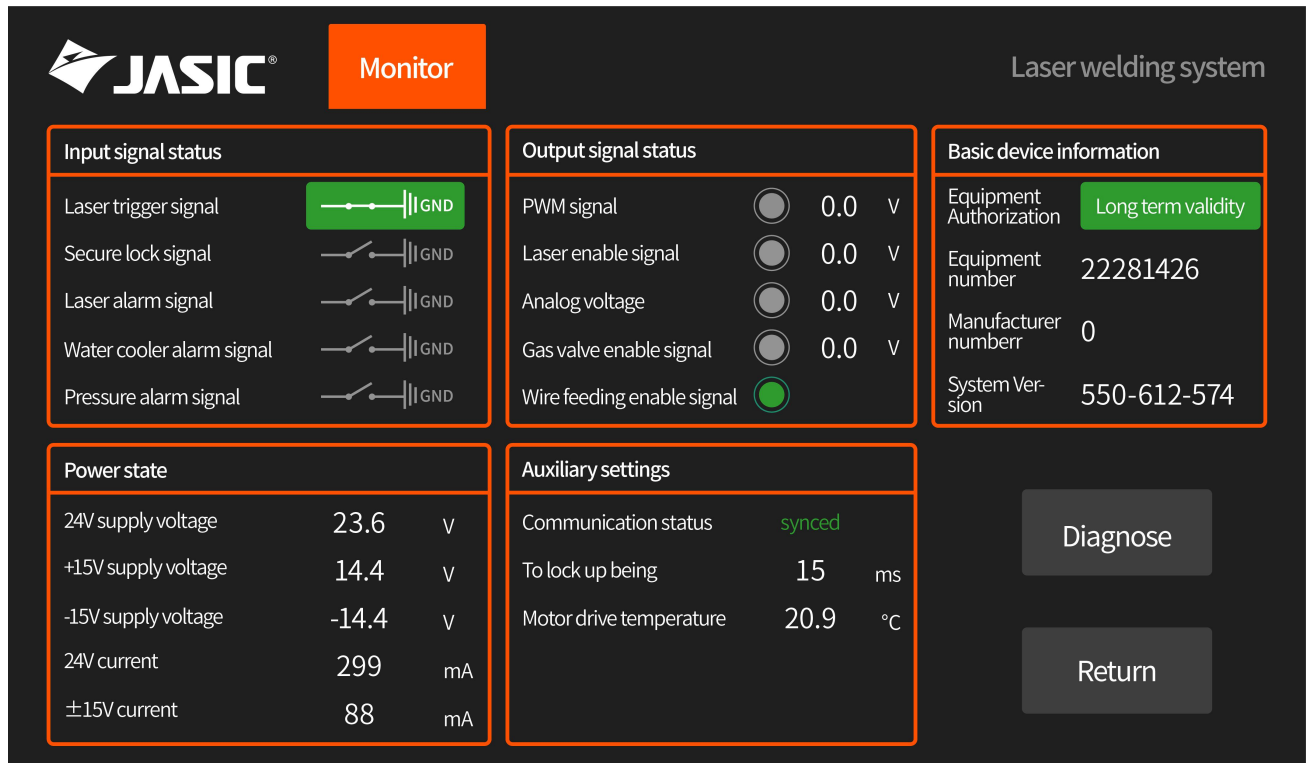 JASIC®
Monitor
Laser welding system
Input signal status
Laser trigger signal GND
Secure lock signal GND
Laser alarm signal GND
Water cooler alarm signal GND
Pressure alarm signal GND
Output signal status
PWM signal 0.0 V
Laser enable signal 0.0 V
Analog voltage 0.0 V
Gas valve enable signal 0.0 V
Wire feeding enable signal
Basic device information
Equipment
Authorization
Long term validity
Equipment
number
22281426
Manufacturer
numberr
0
System Ver-
sion
550-612-574
Power state
24V supply voltage 23.6 V
+15V supply voltage 14.4 V
-15V supply voltage -14.4 V
24V current 299 mA
±15V current 88 mA
Auxiliary settings
Communication status synced
To lock up being 15 ms
Motor drive temperature 20.9 °C
Diagnose
Return